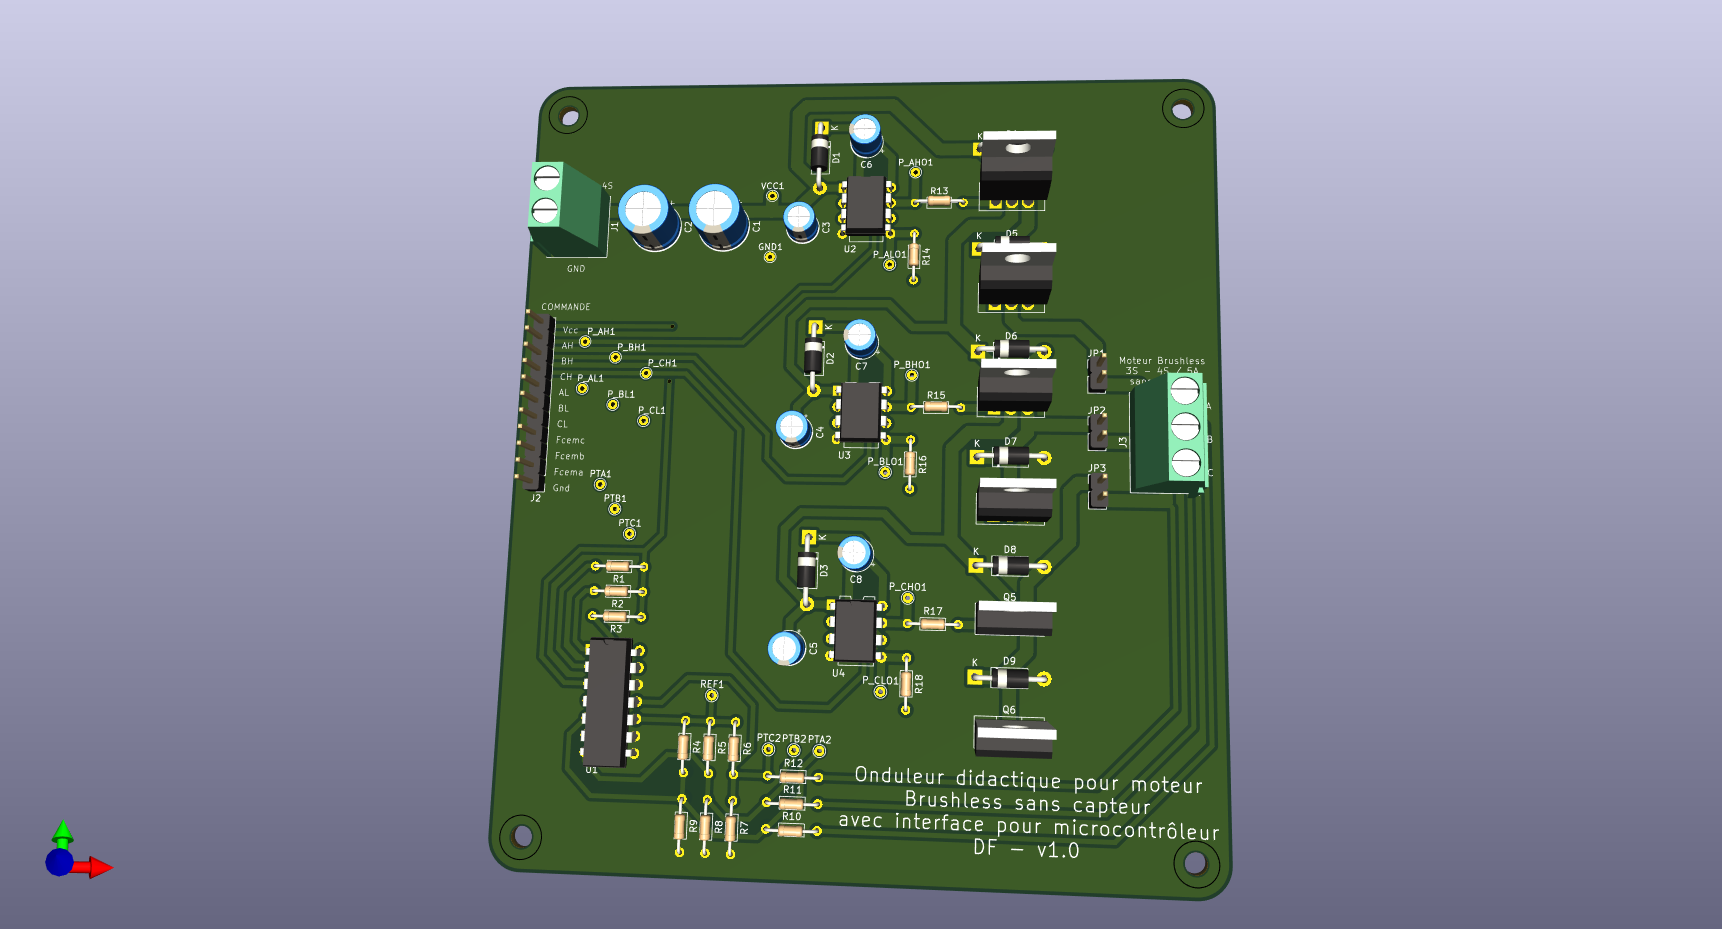 K
D1
C6
P_AHO1
K
4S
VCC1
R13
J1
C2
C1
C3
U2
GND1
P_ALO1
R14
K
D5
GND
COMMANDE
Vcc
P_AH1
AH
P_BH1
BH
P_CH1
CH
P_AL1
AL
P_BL1
BL
P_CL1
CL
Fcemc
Fcemb
Fcema
Gnd
J2
PTA1
PTB1
PTC1
K
D2
C7
P_BHO1
R15
C4
U3
P_BLO1
R16
K
D6
JP1
Moteur Brushless
3S - 4S / 5A
A
JP2
B
J3
K
D7
JP3
C
K
D3
C8
P_CHO1
R17
C5
U4
P_CLO1
R18
K
D8
Q5
K
D9
Q6
R1
R2
R3
U1
REF1
R4
R5
R6
PTC2
PTB2
PTA2
R12
R11
R10
R9
R8
R7
Onduleur didactique pour moteur
Brushless sans capteur
avec interface pour microcontrôleur
DF - v1.0